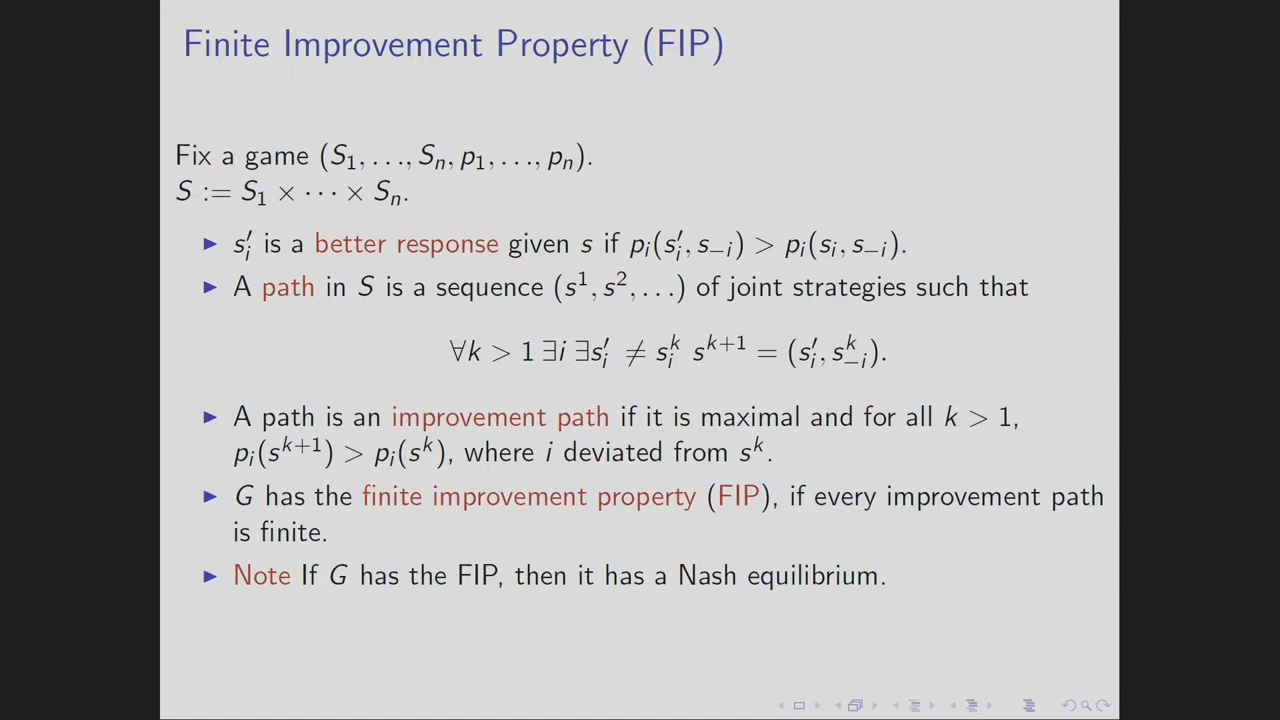 Finite Improvement Property (FIP)
Fix a game (S₁, . . ., Sₙ, p₁, . . ., pₙ).
S := S₁ × · · · × Sₙ.
▶ s′ᵢ is a better response given s if pᵢ(s′ᵢ, s₋ᵢ) > pᵢ(sᵢ, s₋ᵢ).
▶ A path in S is a sequence (s¹, s², . . .) of joint strategies such that
∀k > 1 ∃i ∃s′ᵢ ≠ sᵢᵏ sᵏ⁺¹ = (s′ᵢ, s₋ᵢᵏ).
▶ A path is an improvement path if it is maximal and for all k > 1,
pᵢ(sᵏ⁺¹) > pᵢ(sᵏ), where i deviated from sᵏ.
▶ G has the finite improvement property (FIP), if every improvement path
is finite.
▶ Note If G has the FIP, then it has a Nash equilibrium.